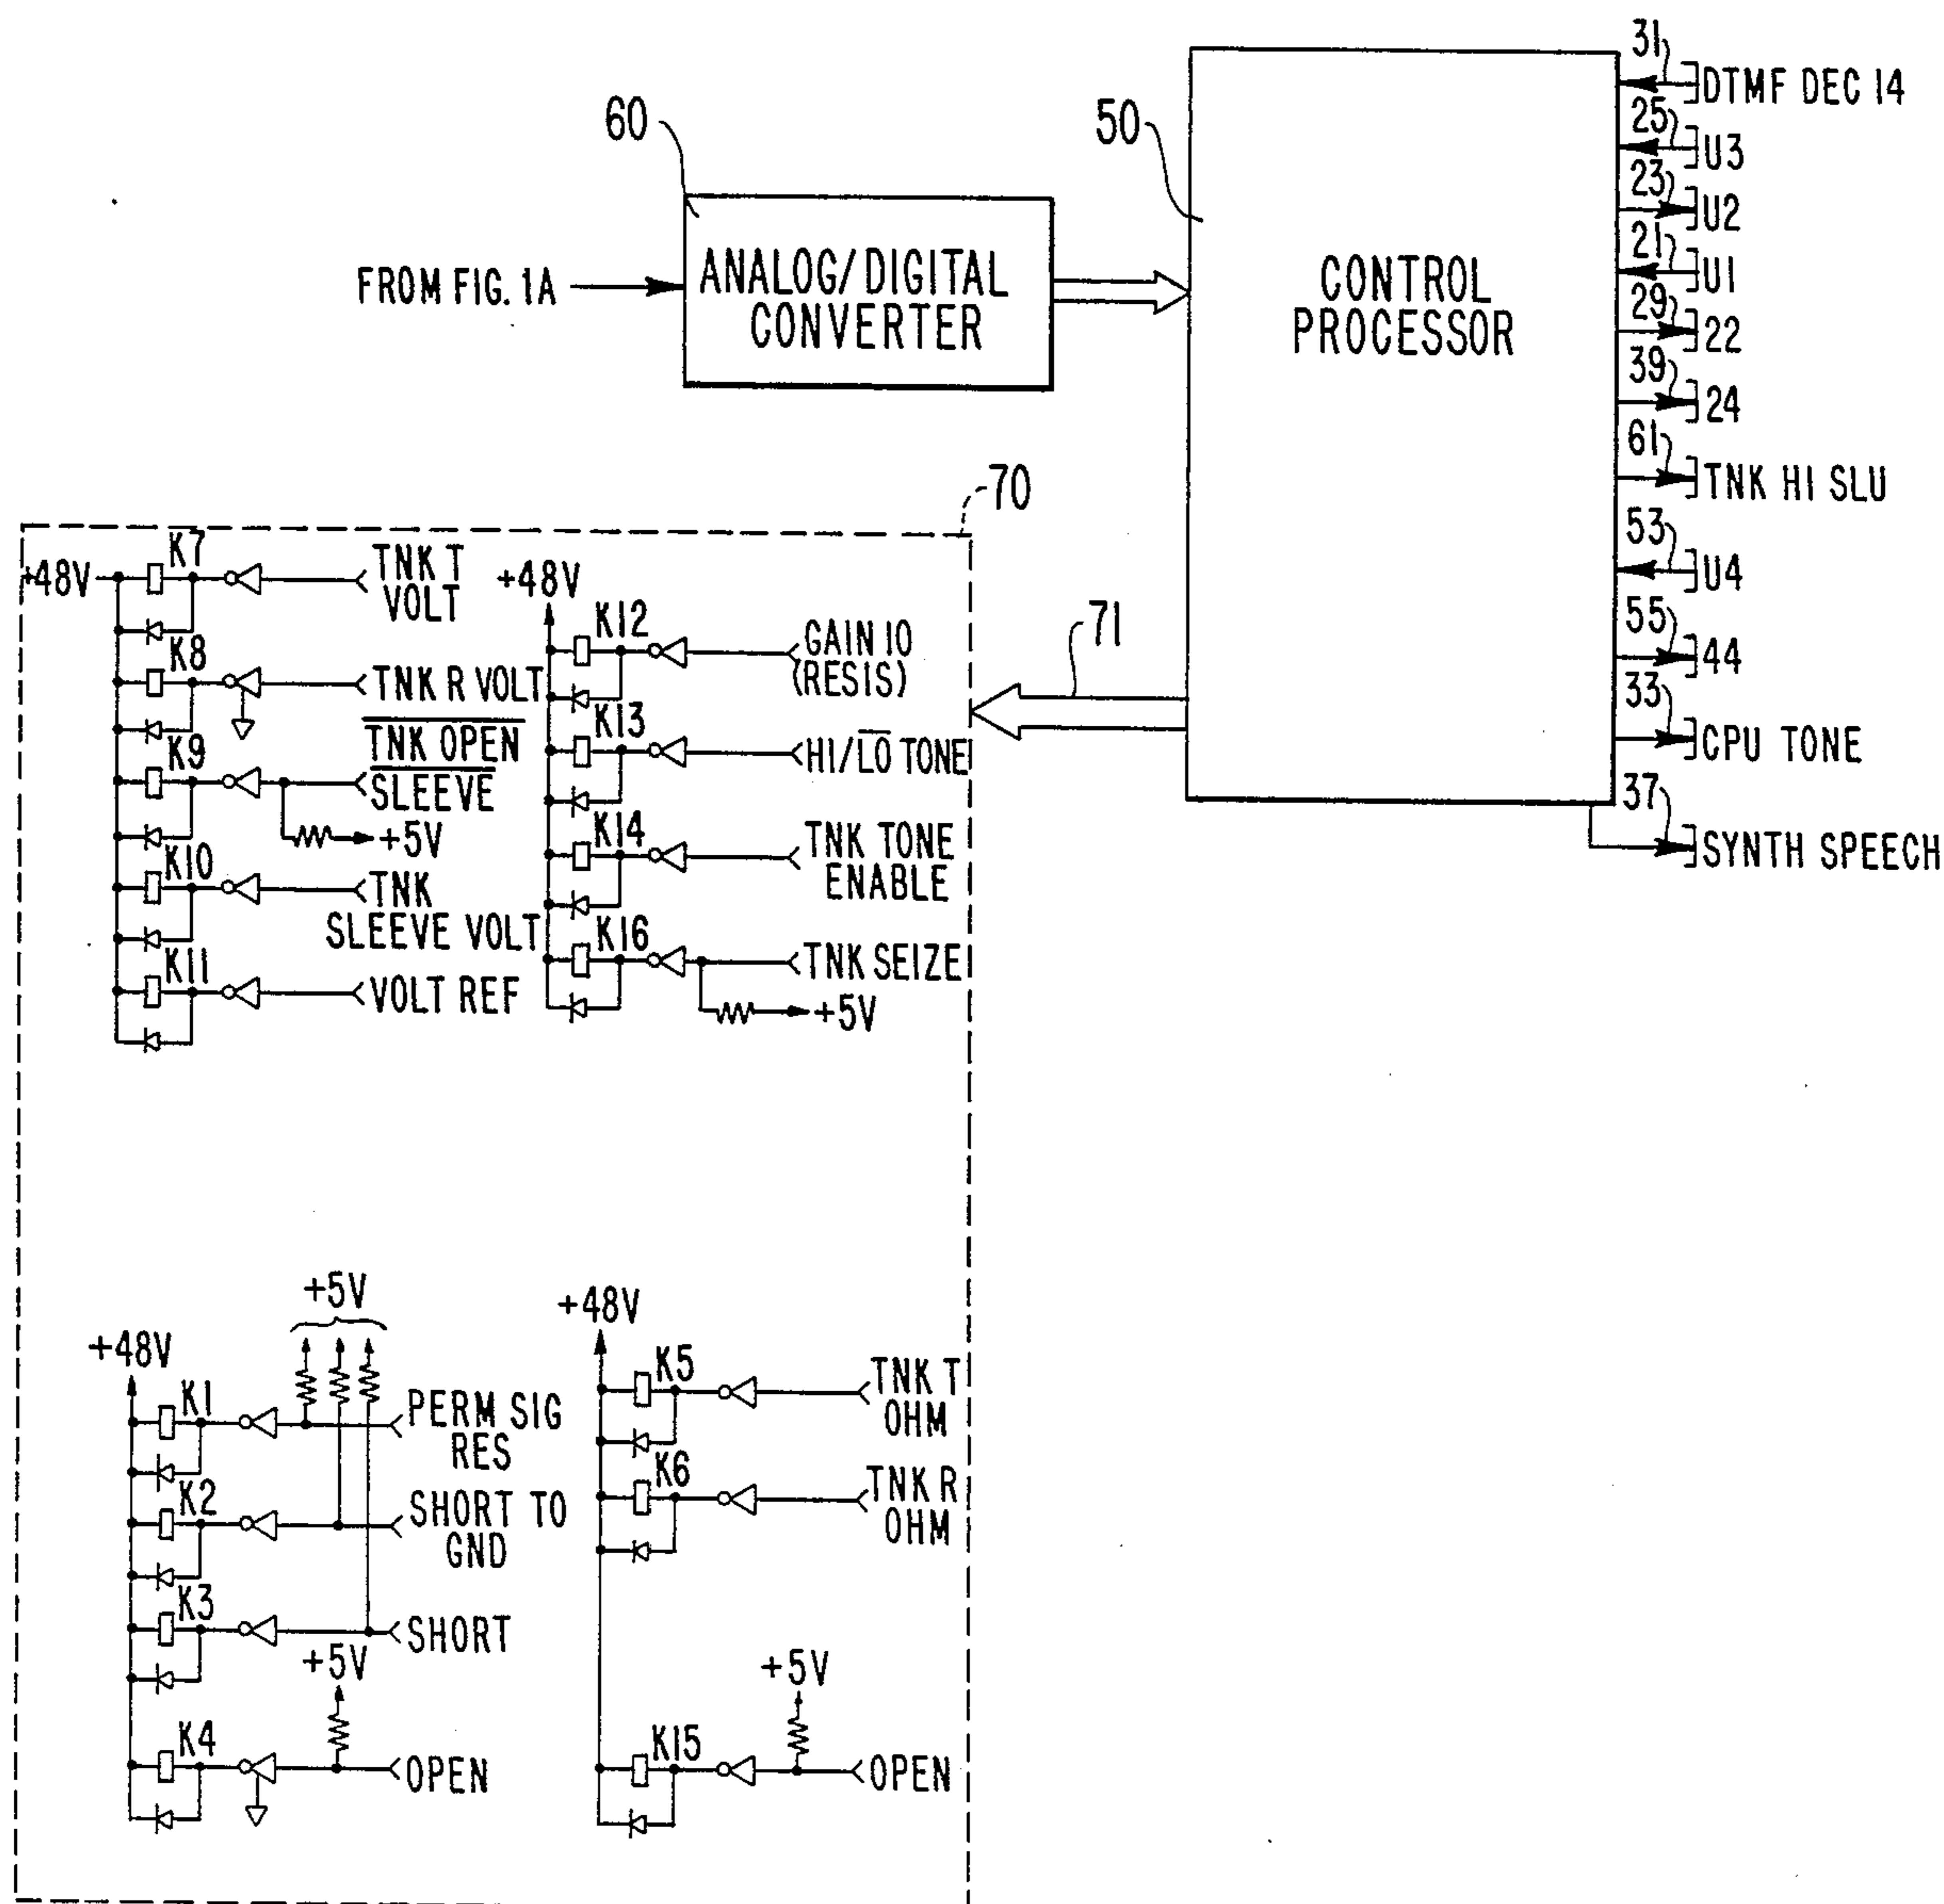 31
DTMF DEC 14
25
U3
23
U2
21
U1
29
22
39
24
61
TNK HI SLU
53
U4
55
44
33
CPU TONE
37
SYNTH SPEECH
50
CONTROL
PROCESSOR
60
ANALOG/DIGITAL
CONVERTER
FROM FIG. 1A
70
71
+48V
K7
TNK T
VOLT
K8
TNK R VOLT
K9
TNK OPEN
SLEEVE
+5V
K10
TNK
SLEEVE VOLT
K11
VOLT REF
+48V
K12
GAIN 10
(RESIS)
K13
HI/LO TONE
K14
TNK TONE
ENABLE
K16
TNK SEIZE
+5V
+48V
+5V
K1
PERM SIG
RES
K2
SHORT TO
GND
K3
SHORT
+5V
K4
OPEN
+48V
K5
TNK T
OHM
K6
TNK R
OHM
+5V
K15
OPEN